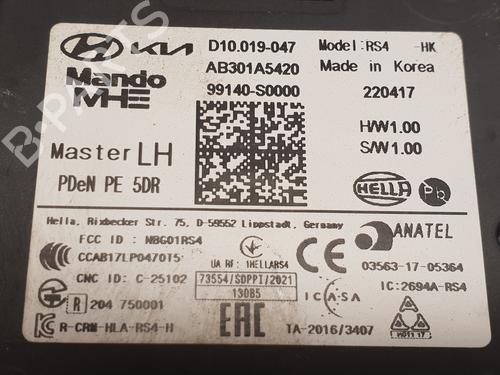 HYUNDAI KIA D10.019-047 Model:RS4 -HK
Mando AB301A5420 Made in Korea
MHE 99140-S0000 220417
H/W1.00
Master LH S/W1.00
PDeN PE 5DR HELLA Pb
Hella, Rixbecker Str. 75, D-59552 Lippstadt, Germany
FCC ID : NBG01RS4 ANATEL
CCAB17LP0470T5 UA RF: 1HELLARS4 03563-17-05364
CNC ID: C-25102 73554/SDPPI/2021 ICASA IC:2694A-RS4
R 204 750001 13085
R-CRM-HLA-RS4-H EAC TA-2016/3407
B-PARTS